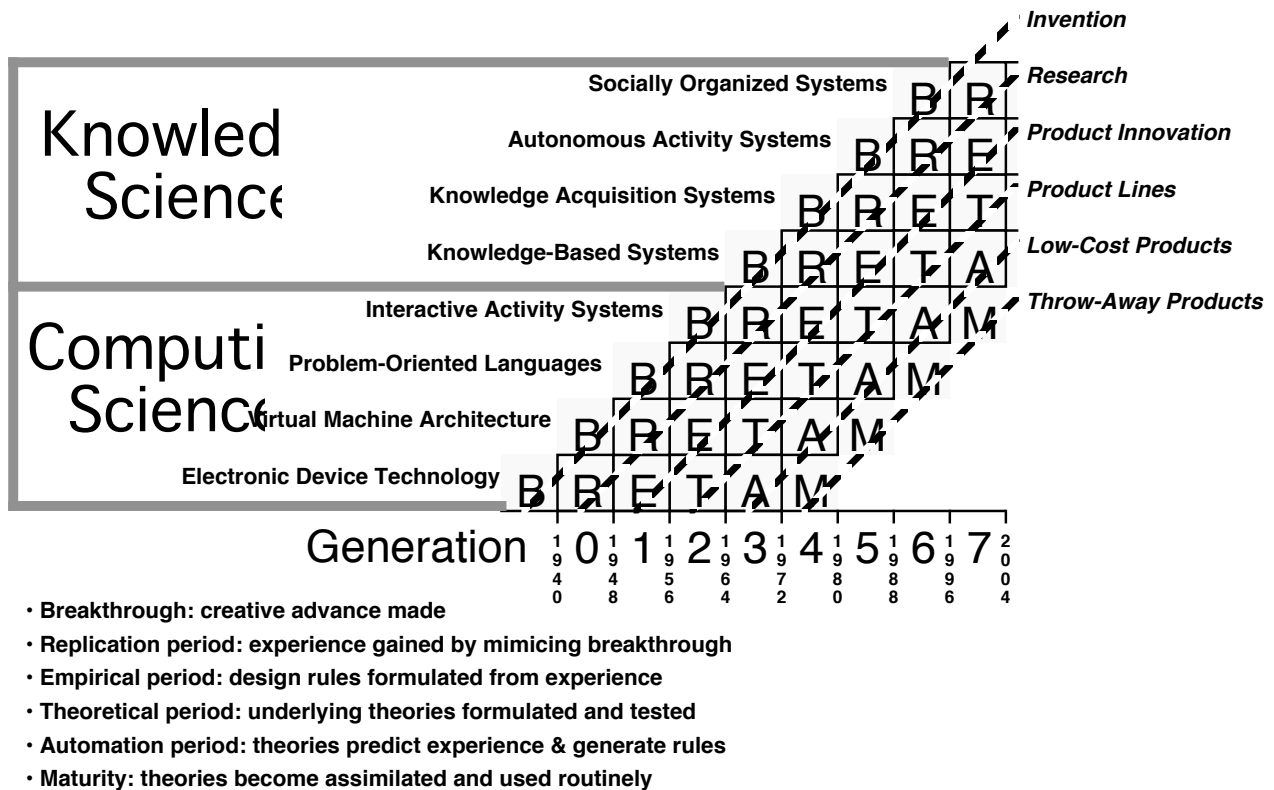 Invention
Socially Organized Systems B R Research
Knowled
Science
Autonomous Activity Systems B R E Product Innovation
Knowledge Acquisition Systems B R E T Product Lines
Knowledge-Based Systems B R E T A Low-Cost Products
Interactive Activity Systems B R E T A M Throw-Away Products
Computi
Science
Problem-Oriented Languages B R E T A M
Virtual Machine Architecture B R E T A M
Electronic Device Technology B R E T A M
Generation 1940 0 1948 1 1956 2 1964 3 1972 4 1980 5 1988 6 1996 7 2004
• Breakthrough: creative advance made
• Replication period: experience gained by mimicing breakthrough
• Empirical period: design rules formulated from experience
• Theoretical period: underlying theories formulated and tested
• Automation period: theories predict experience & generate rules
• Maturity: theories become assimilated and used routinely